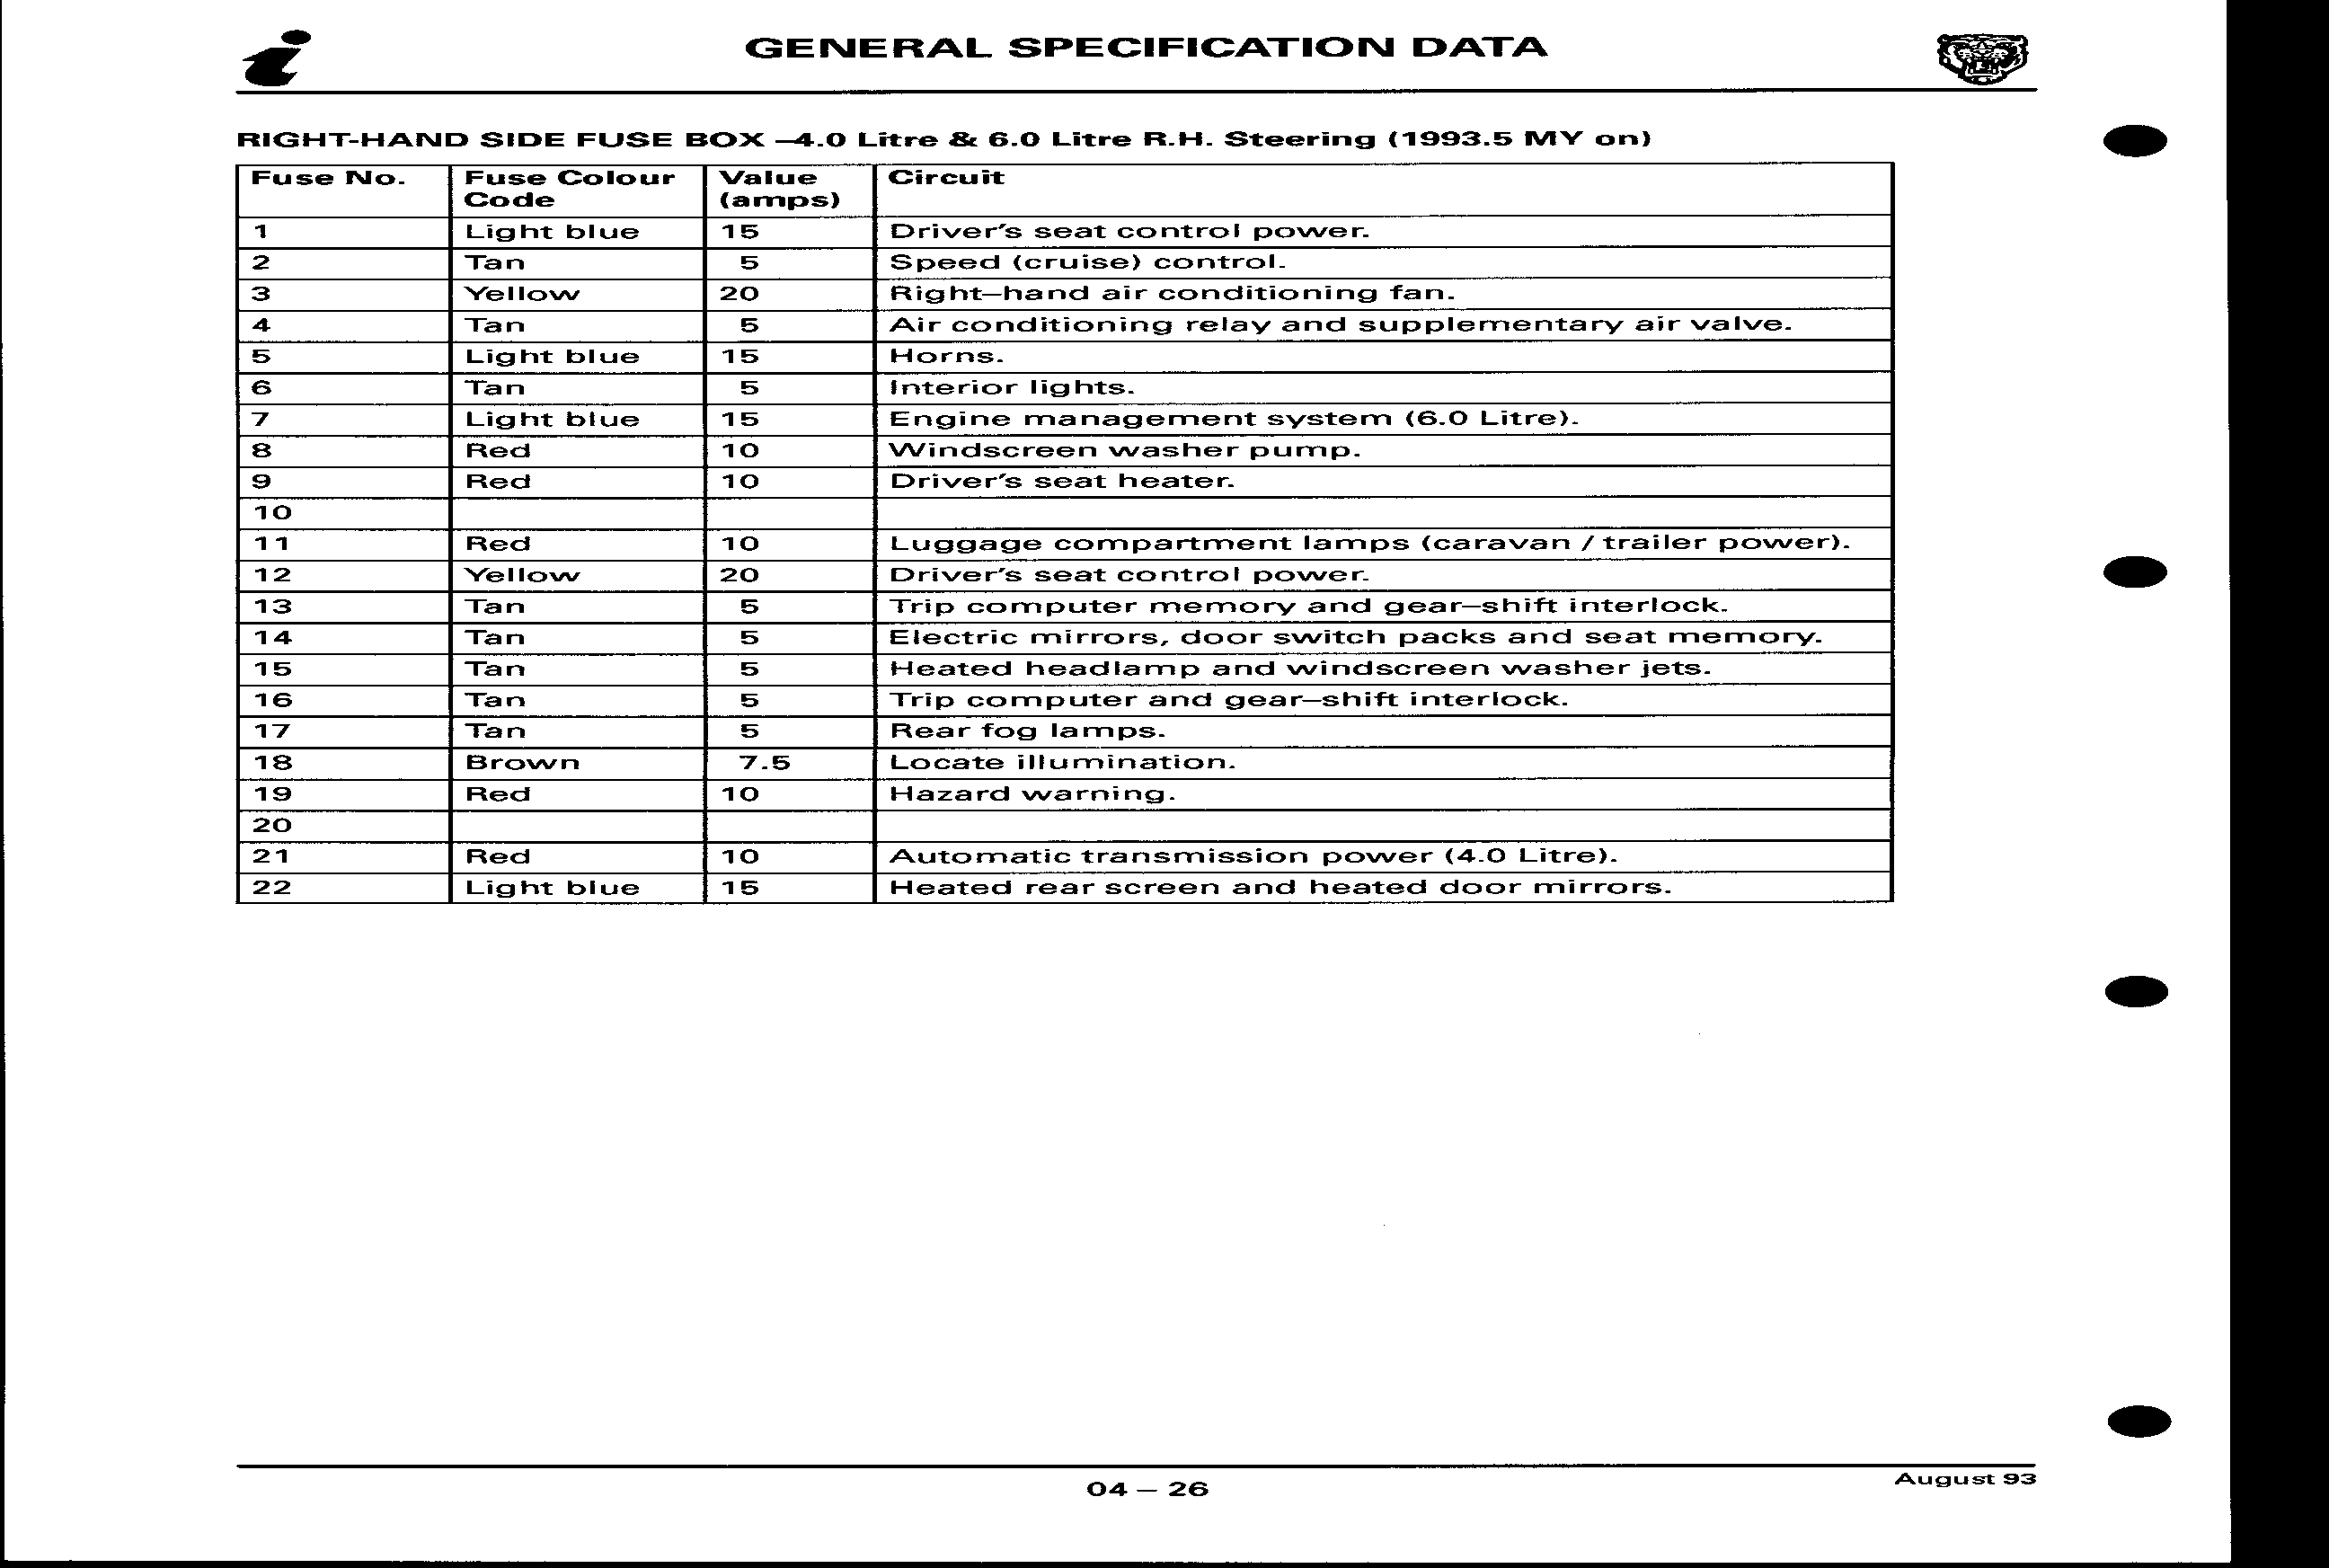 GENERAL SPECIFICATION DATA
RIGHT-HAND SIDE FUSE BOX –4.0 Litre & 6.0 Litre R.H. Steering (1993.5 MY on)
Fuse No. Fuse Colour Code Value (amps) Circuit
1 Light blue 15 Driver's seat control power.
2 Tan 5 Speed (cruise) control.
3 Yellow 20 Right–hand air conditioning fan.
4 Tan 5 Air conditioning relay and supplementary air valve.
5 Light blue 15 Horns.
6 Tan 5 Interior lights.
7 Light blue 15 Engine management system (6.0 Litre).
8 Red 10 Windscreen washer pump.
9 Red 10 Driver's seat heater.
10
11 Red 10 Luggage compartment lamps (caravan / trailer power).
12 Yellow 20 Driver's seat control power.
13 Tan 5 Trip computer memory and gear–shift interlock.
14 Tan 5 Electric mirrors, door switch packs and seat memory.
15 Tan 5 Heated headlamp and windscreen washer jets.
16 Tan 5 Trip computer and gear–shift interlock.
17 Tan 5 Rear fog lamps.
18 Brown 7.5 Locate illumination.
19 Red 10 Hazard warning.
20
21 Red 10 Automatic transmission power (4.0 Litre).
22 Light blue 15 Heated rear screen and heated door mirrors.
04 – 26
August 93